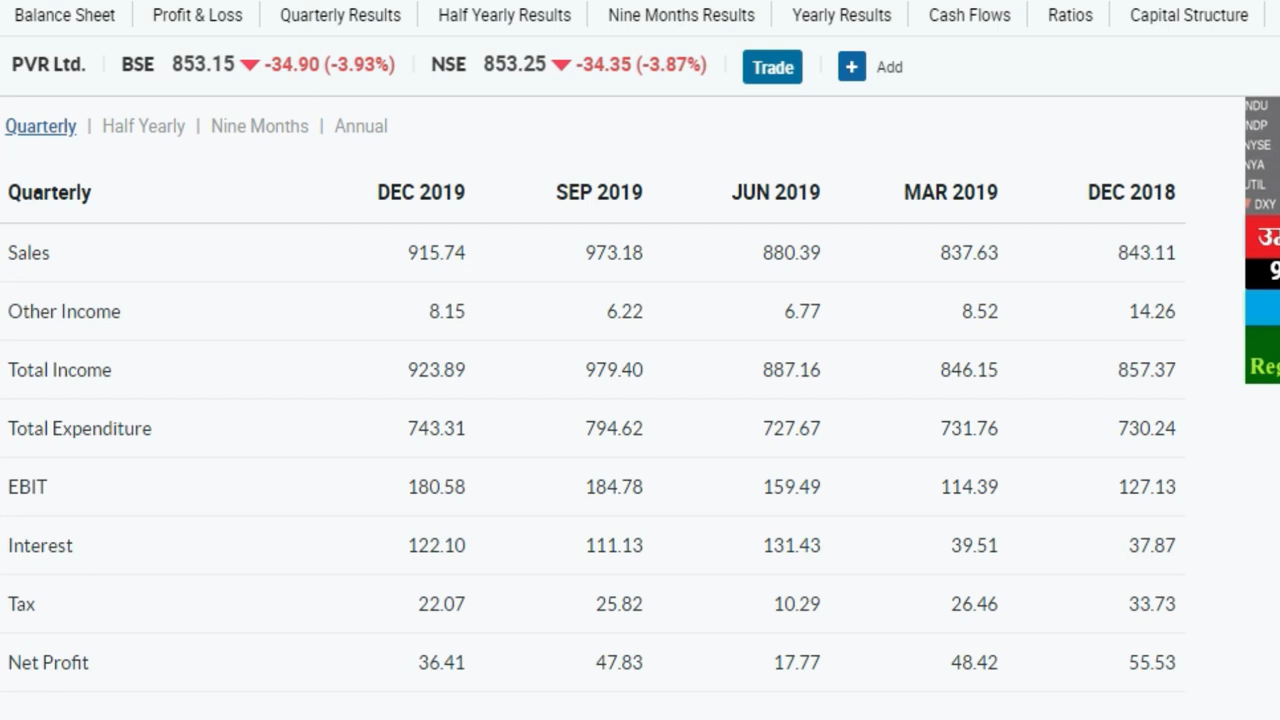 Balance Sheet Profit & Loss Quarterly Results Half Yearly Results Nine Months Results Yearly Results Cash Flows Ratios Capital Structure
PVR Ltd. BSE 853.15 -34.90 (-3.93%) NSE 853.25 -34.35 (-3.87%) Trade + Add
Quarterly | Half Yearly | Nine Months | Annual
Quarterly DEC 2019 SEP 2019 JUN 2019 MAR 2019 DEC 2018
Sales 915.74 973.18 880.39 837.63 843.11
Other Income 8.15 6.22 6.77 8.52 14.26
Total Income 923.89 979.40 887.16 846.15 857.37
Total Expenditure 743.31 794.62 727.67 731.76 730.24
EBIT 180.58 184.78 159.49 114.39 127.13
Interest 122.10 111.13 131.43 39.51 37.87
Tax 22.07 25.82 10.29 26.46 33.73
Net Profit 36.41 47.83 17.77 48.42 55.53
NYSE
DXY